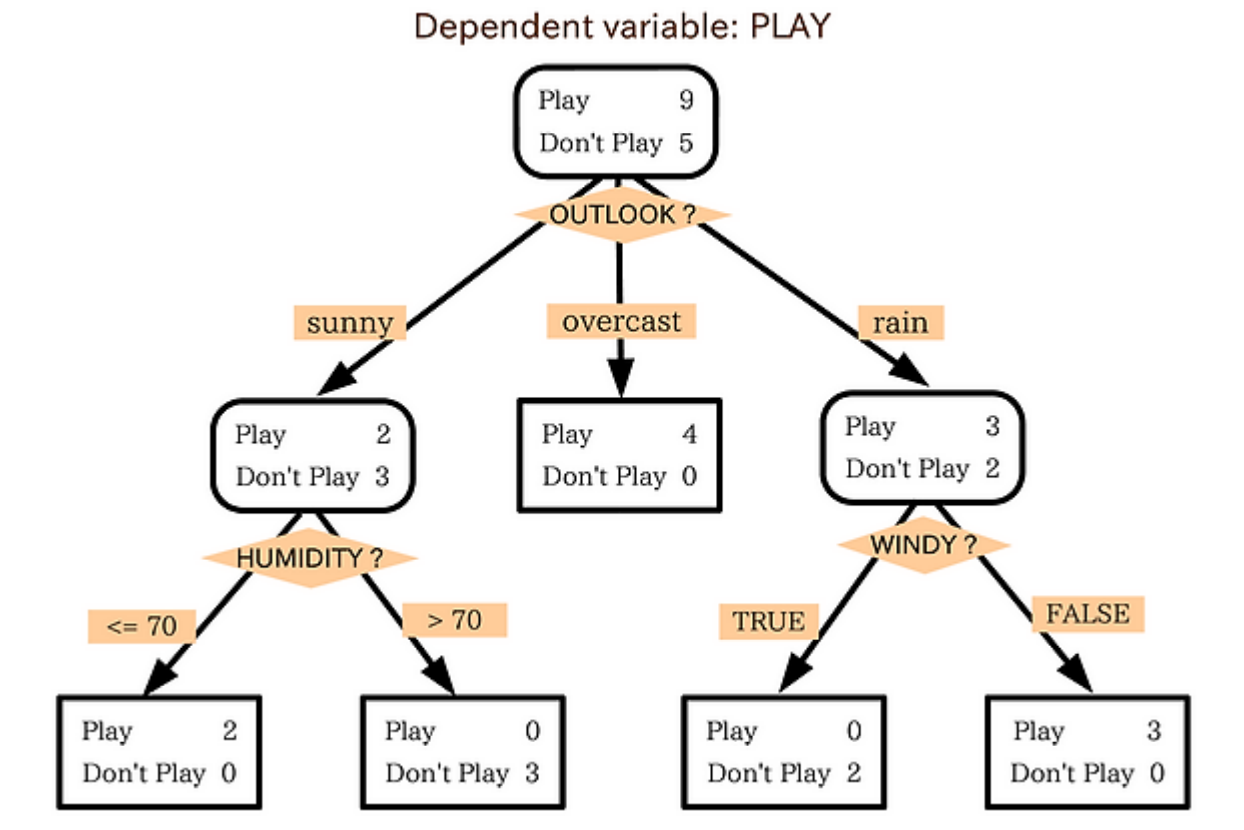 Dependent variable: PLAY
Play 9
Don't Play 5
OUTLOOK ?
sunny
overcast
rain
Play 2
Don't Play 3
Play 4
Don't Play 0
Play 3
Don't Play 2
HUMIDITY ?
WINDY ?
<= 70
> 70
TRUE
FALSE
Play 2
Don't Play 0
Play 0
Don't Play 3
Play 0
Don't Play 2
Play 3
Don't Play 0